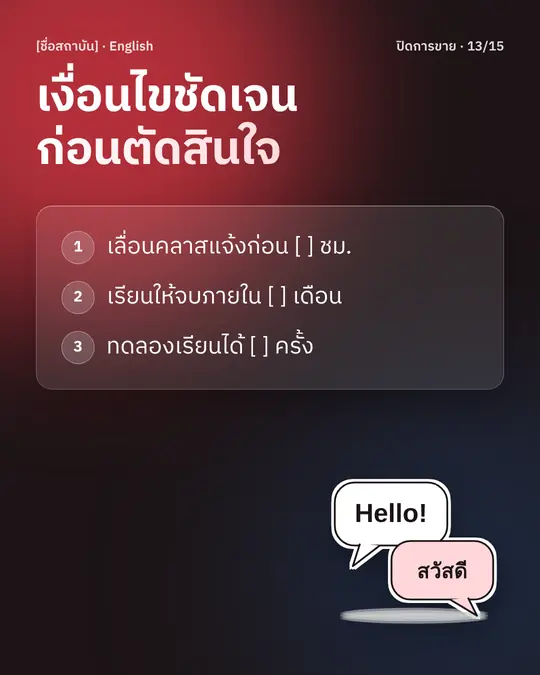 [ชื่อสถาบัน] · English
ปิดการขาย · 13/15
เงื่อนไขชัดเจน
ก่อนตัดสินใจ
1 เลื่อนคลาสแจ้งก่อน [ ] ชม.
2 เรียนให้จบภายใน [ ] เดือน
3 ทดลองเรียนได้ [ ] ครั้ง
Hello!
สวัสดี